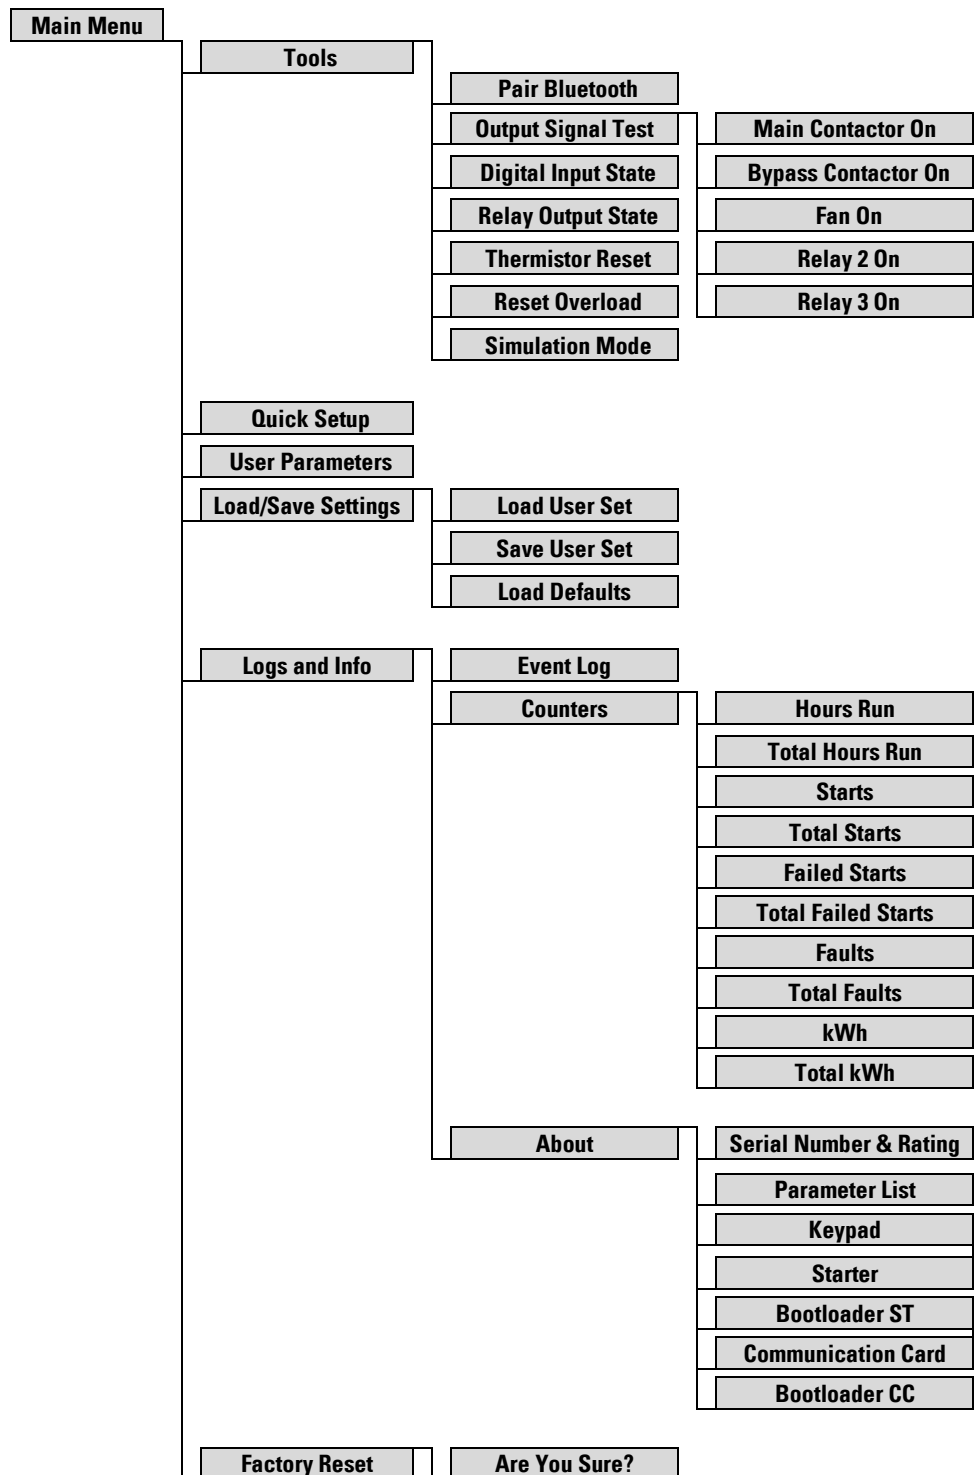 Main Menu
Tools
Pair Bluetooth
Output Signal Test
Main Contactor On
Digital Input State
Bypass Contactor On
Relay Output State
Fan On
Thermistor Reset
Relay 2 On
Reset Overload
Relay 3 On
Simulation Mode
Quick Setup
User Parameters
Load/Save Settings
Load User Set
Save User Set
Load Defaults
Logs and Info
Event Log
Counters
Hours Run
Total Hours Run
Starts
Total Starts
Failed Starts
Total Failed Starts
Faults
Total Faults
kWh
Total kWh
About
Serial Number & Rating
Parameter List
Keypad
Starter
Bootloader ST
Communication Card
Bootloader CC
Factory Reset
Are You Sure?